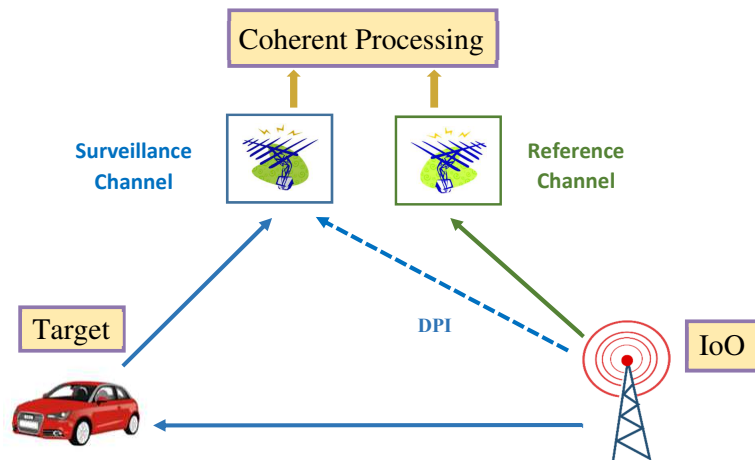 Coherent Processing
Surveillance
Channel
Reference
Channel
DPI
Target
IoO